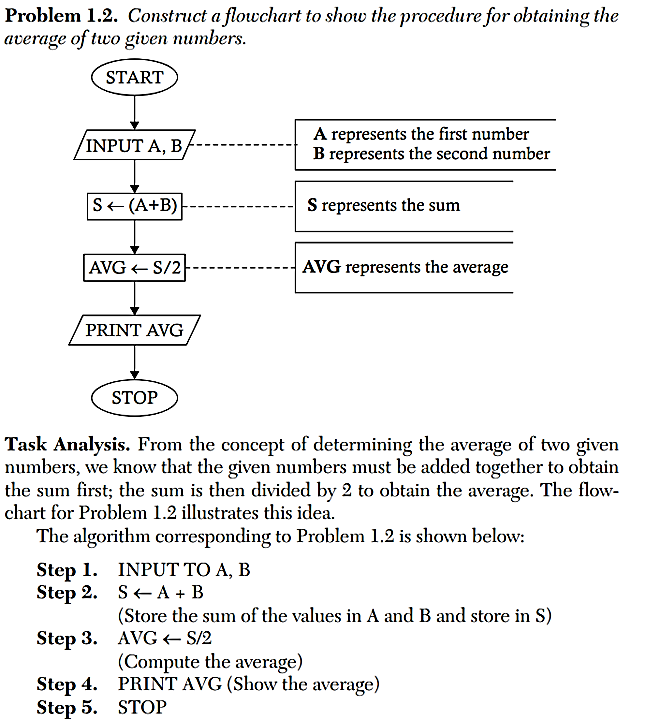 Problem 1.2. Construct a flowchart to show the procedure for obtaining the
average of two given numbers.
START
INPUT A, B
A represents the first number
B represents the second number
S ← (A+B)
S represents the sum
AVG ← S/2
AVG represents the average
PRINT AVG
STOP
Task Analysis. From the concept of determining the average of two given
numbers, we know that the given numbers must be added together to obtain
the sum first; the sum is then divided by 2 to obtain the average. The flow-
chart for Problem 1.2 illustrates this idea.
The algorithm corresponding to Problem 1.2 is shown below:
Step 1. INPUT TO A, B
Step 2. S ← A + B
(Store the sum of the values in A and B and store in S)
Step 3. AVG ← S/2
(Compute the average)
Step 4. PRINT AVG (Show the average)
Step 5. STOP